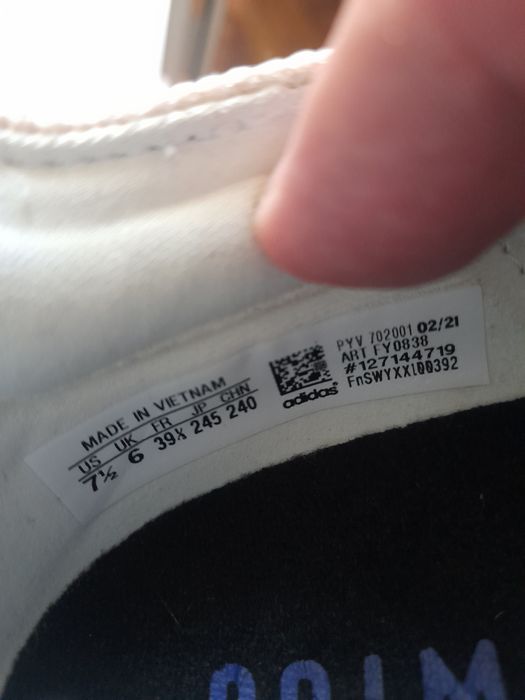 MADE IN VIETNAM
US UK FR JP CHN
7½ 6 39⅓ 245 240
adidas
PYV 702001 02/21
ART FY0838
#127144719
FnSWYXXl00392